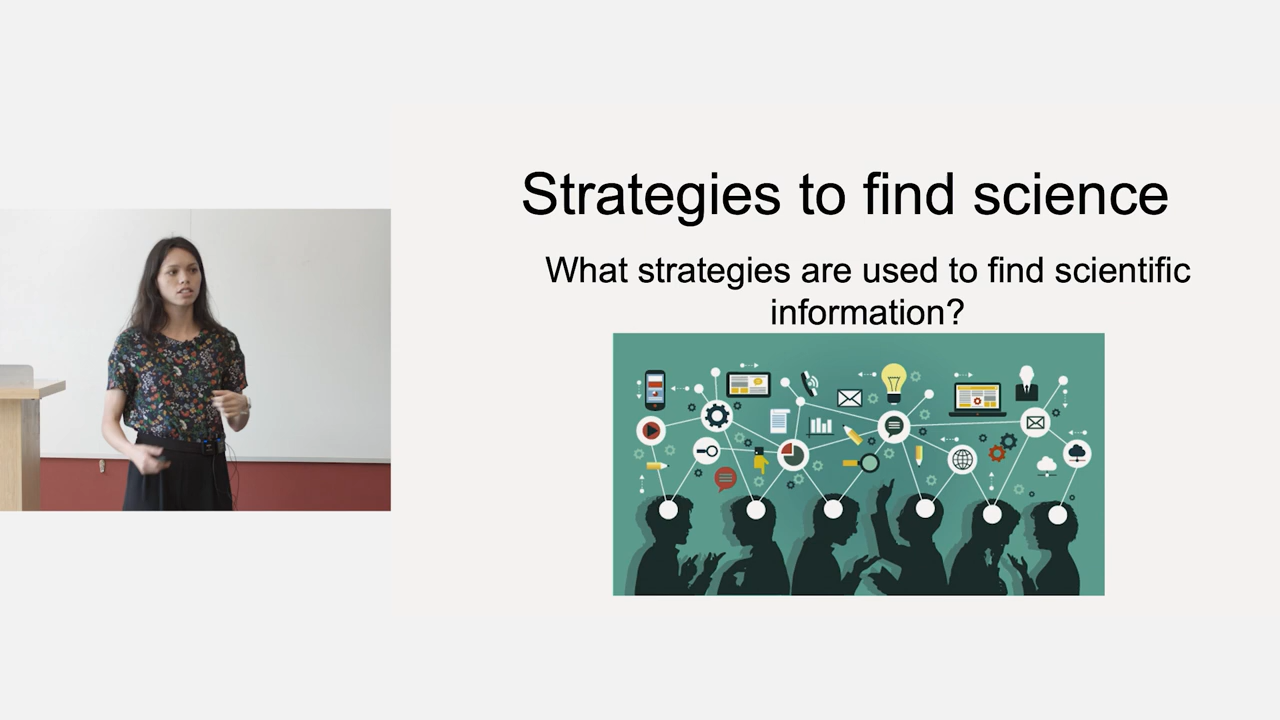 Strategies to find science
What strategies are used to find scientific
information?